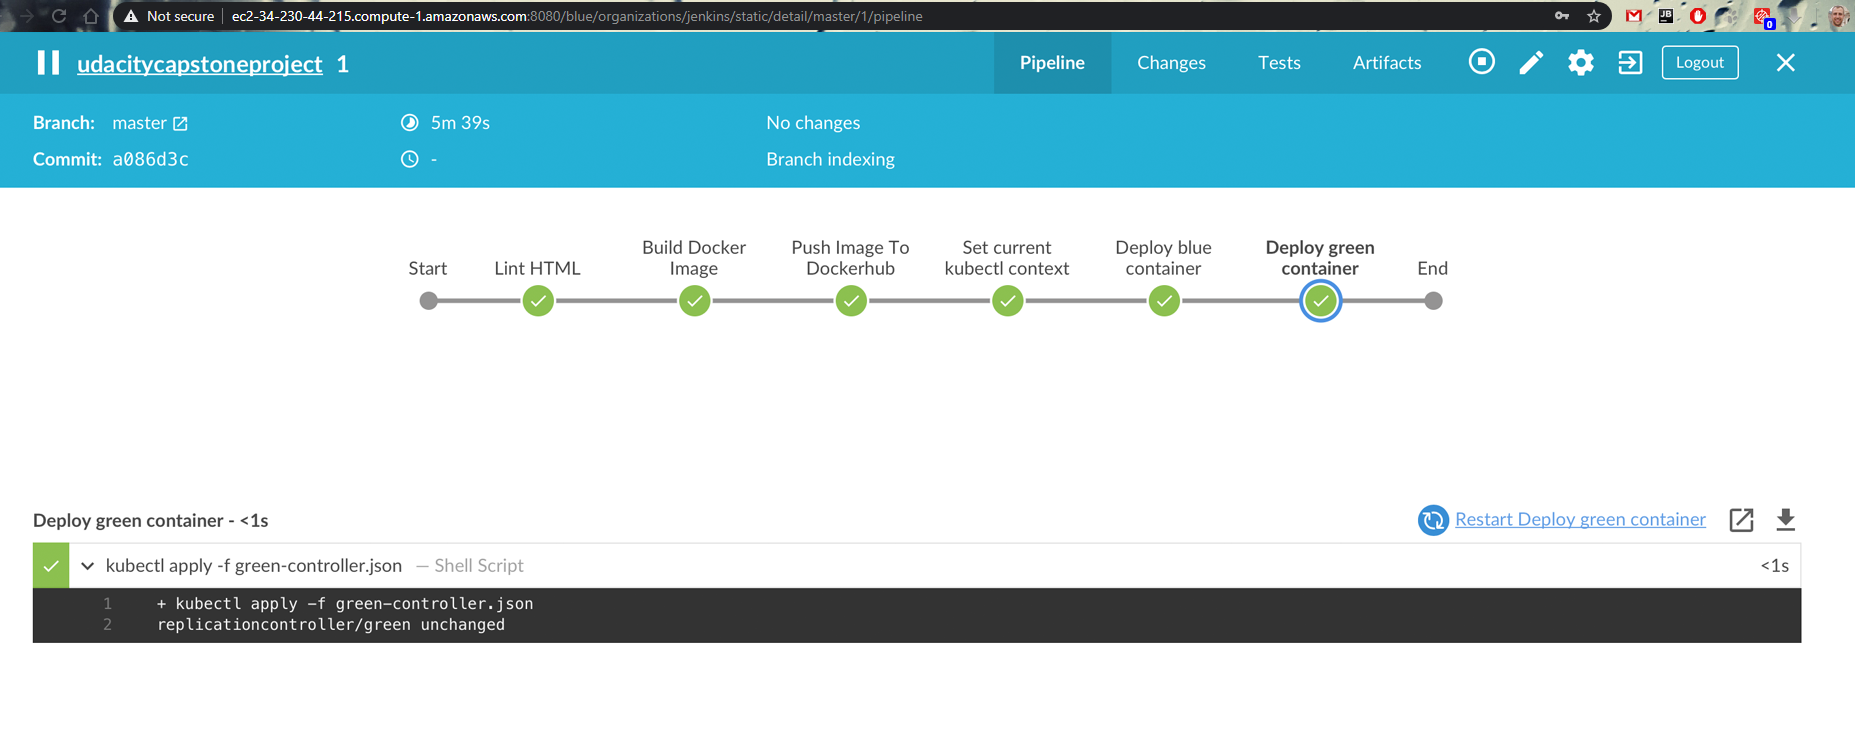 Not secure ec2-34-230-44-215.compute-1.amazonaws.com:8080/blue/organizations/jenkins/static/detail/master/1/pipeline
JB
0
udacitycapstoneproject 1
Pipeline Changes Tests Artifacts Logout
Branch: master 5m 39s No changes
Commit: a086d3c - Branch indexing
Start
Lint HTML
Build Docker
Image
Push Image To
Dockerhub
Set current
kubectl context
Deploy blue
container
Deploy green
container
End
Deploy green container - <1s
Restart Deploy green container
kubectl apply -f green-controller.json — Shell Script <1s
1 + kubectl apply -f green-controller.json
2 replicationcontroller/green unchanged